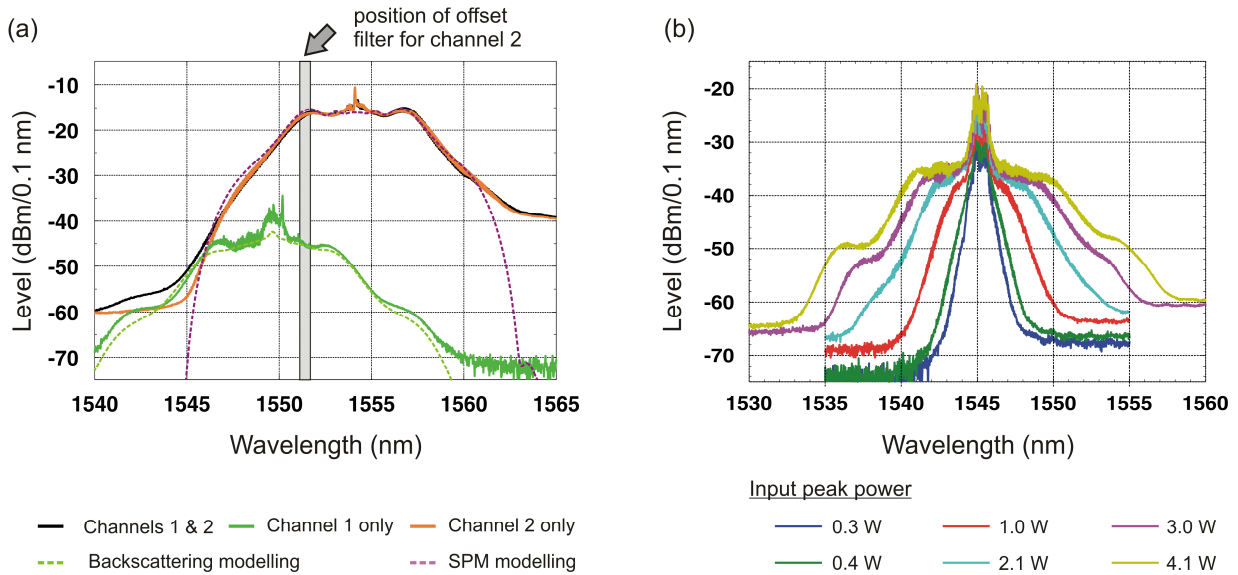 (a)
position of offset
filter for channel 2
-10
-20
-30
-40
-50
-60
-70
Level (dBm/0.1 nm)
1540 1545 1550 1555 1560 1565
Wavelength (nm)
Channels 1 & 2 Channel 1 only Channel 2 only
Backscattering modelling SPM modelling
(b)
-20
-30
-40
-50
-60
-70
Level (dBm/0.1 nm)
1530 1535 1540 1545 1550 1555 1560
Wavelength (nm)
Input peak power
0.3 W 1.0 W 3.0 W
0.4 W 2.1 W 4.1 W